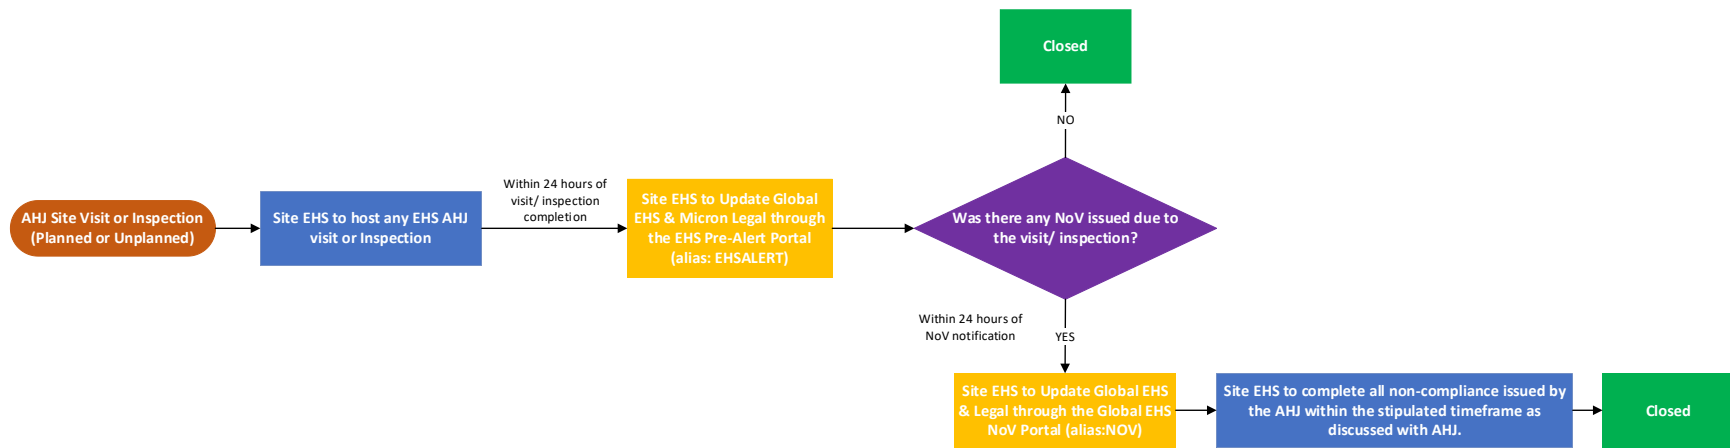 AHJ Site Visit or Inspection
(Planned or Unplanned)
Site EHS to host any EHS AHJ
visit or Inspection
Within 24 hours of
visit/ inspection
completion
Site EHS to Update Global
EHS & Micron Legal through
the EHS Pre-Alert Portal
(alias: EHSALERT)
Was there any NoV issued due to
the visit/ inspection?
NO
Closed
Within 24 hours of
NoV notification
YES
Site EHS to Update Global EHS
& Legal through the Global EHS
NoV Portal (alias:NOV)
Site EHS to complete all non-compliance issued by
the AHJ within the stipulated timeframe as
discussed with AHJ.
Closed